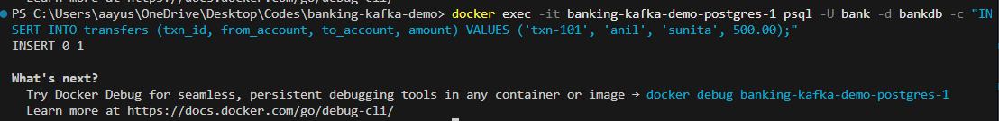 PS C:\Users\aayus\OneDrive\Desktop\Codes\banking-kafka-demo> docker exec -it banking-kafka-demo-postgres-1 psql -U bank -d bankdb -c "IN
SERT INTO transfers (txn_id, from_account, to_account, amount) VALUES ('txn-101', 'anil', 'sunita', 500.00);"
INSERT 0 1
What's next?
Try Docker Debug for seamless, persistent debugging tools in any container or image → docker debug banking-kafka-demo-postgres-1
Learn more at https://docs.docker.com/go/debug-cli/